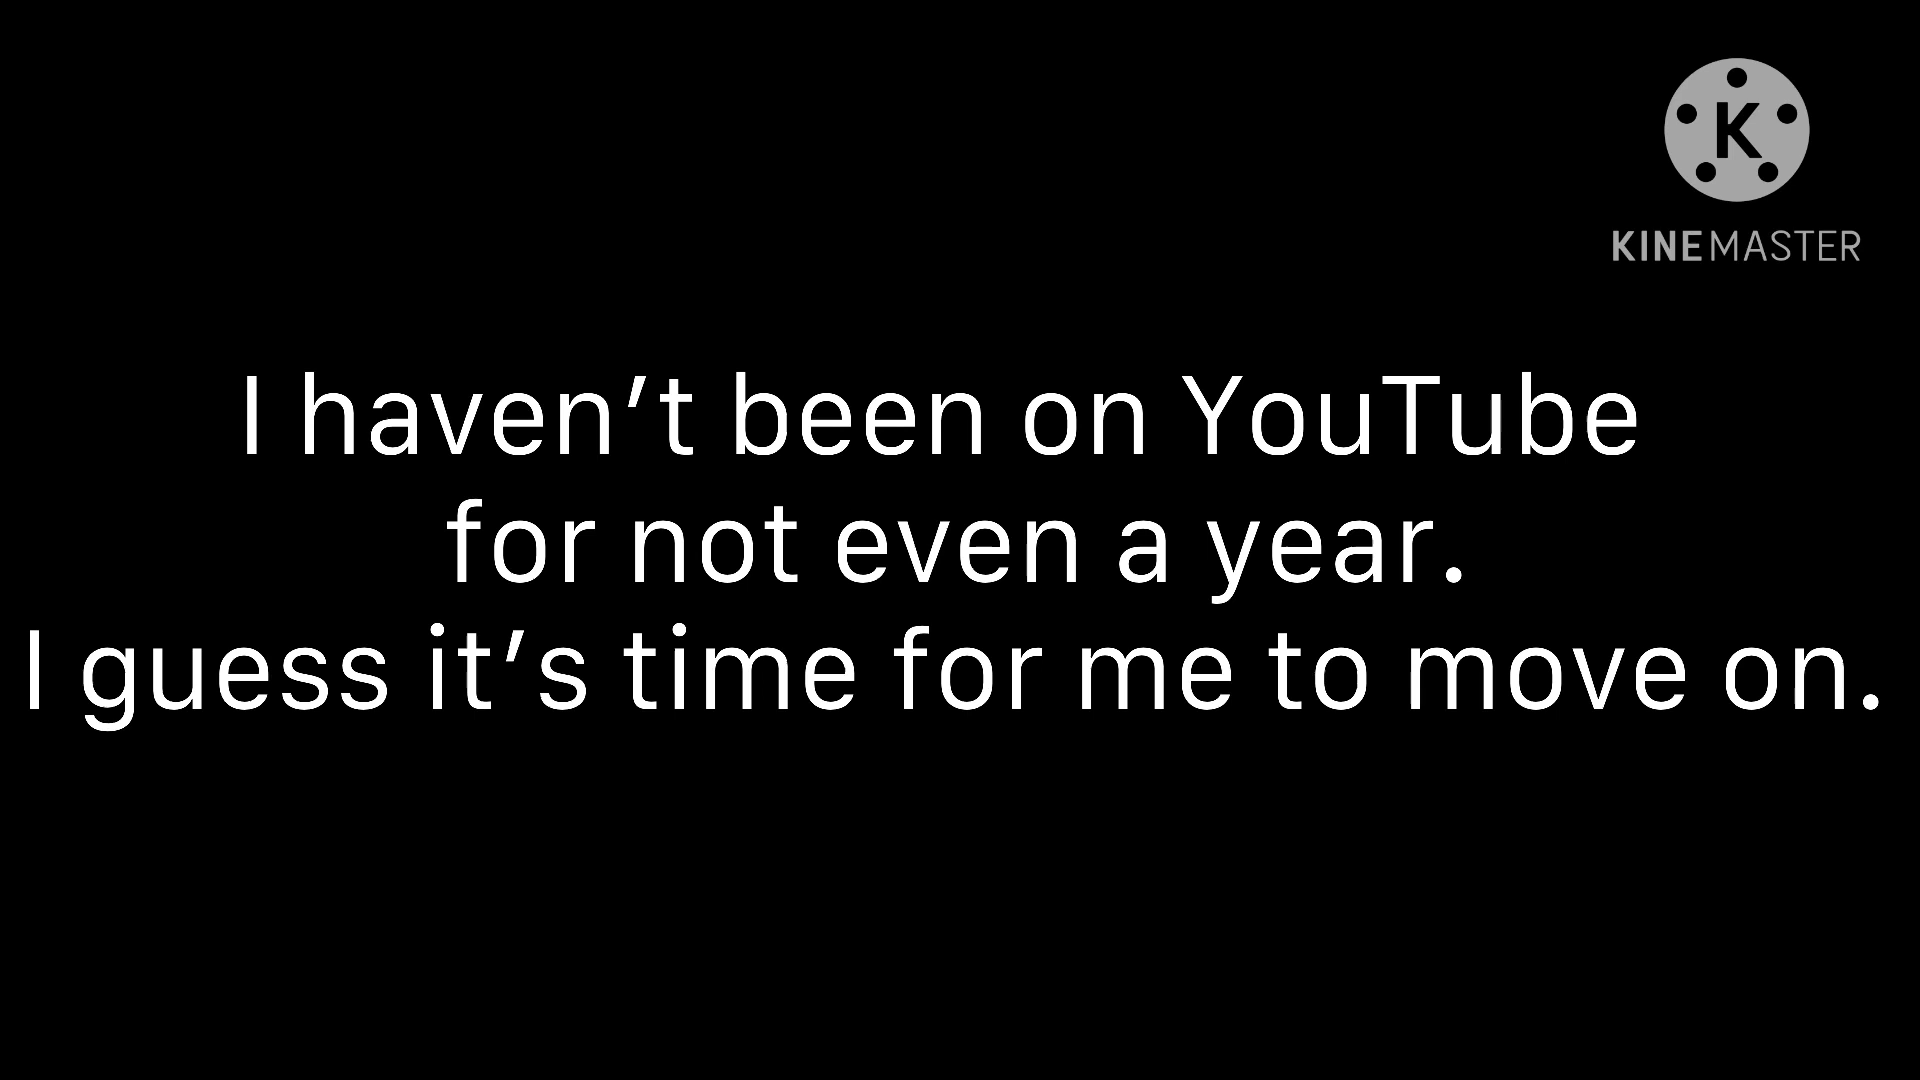 K
KINEMASTER
I haven't been on YouTube
for not even a year.
I guess it's time for me to move on.